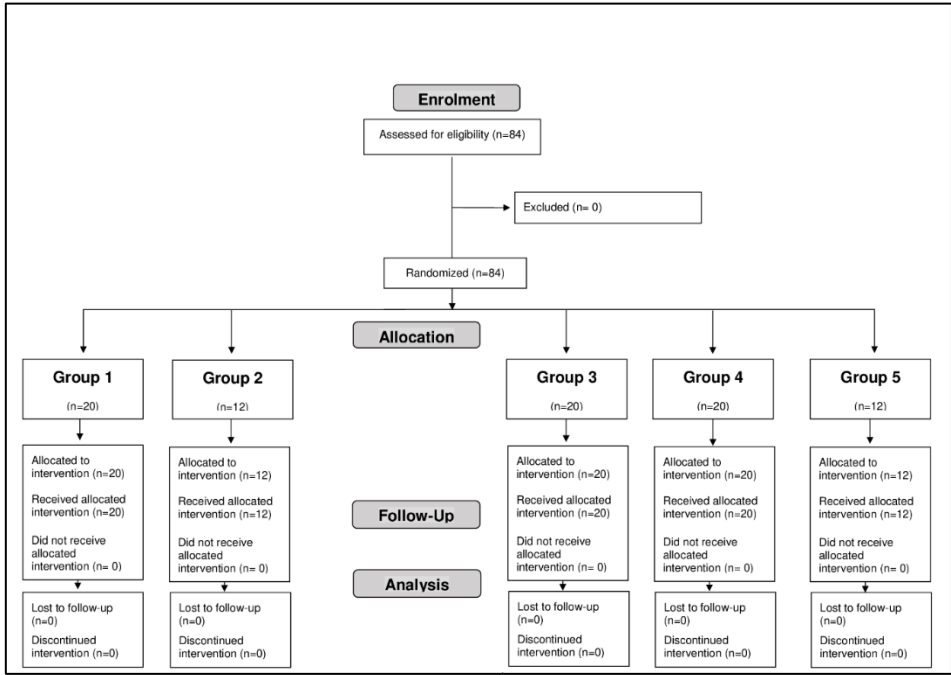 Enrolment
Assessed for eligibility (n=84)
Excluded (n= 0)
Randomized (n=84)
Allocation
Group 1
(n=20)
Group 2
(n=12)
Group 3
(n=20)
Group 4
(n=20)
Group 5
(n=12)
Allocated to
intervention (n=20)
Received allocated
intervention (n=20)
Did not receive
allocated
intervention (n= 0)
Allocated to
intervention (n=12)
Received allocated
intervention (n=12)
Did not receive
allocated
intervention (n= 0)
Allocated to
intervention (n=20)
Received allocated
intervention (n=20)
Did not receive
allocated
intervention (n= 0)
Allocated to
intervention (n=20)
Received allocated
intervention (n=20)
Did not receive
allocated
intervention (n= 0)
Allocated to
intervention (n=12)
Received allocated
intervention (n=12)
Did not receive
allocated
intervention (n= 0)
Follow-Up
Analysis
Lost to follow-up
(n=0)
Discontinued
intervention (n=0)
Lost to follow-up
(n=0)
Discontinued
intervention (n=0)
Lost to follow-up
(n=0)
Discontinued
intervention (n=0)
Lost to follow-up
(n=0)
Discontinued
intervention (n=0)
Lost to follow-up
(n=0)
Discontinued
intervention (n=0)